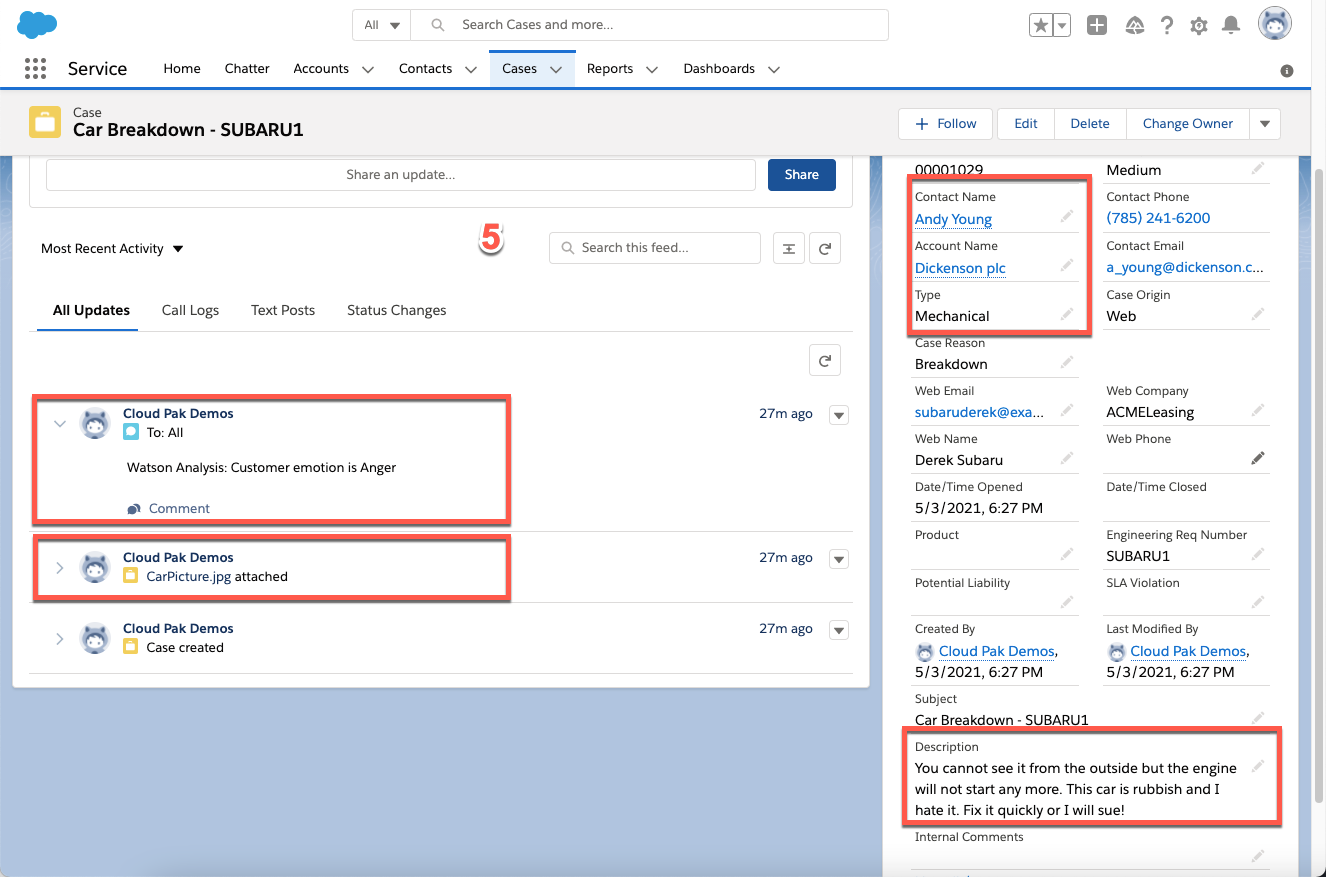 All
Search Cases and more...
Service
Home
Chatter
Accounts
Contacts
Cases
Reports
Dashboards
Case
Car Breakdown - SUBARU1
Follow
Edit
Delete
Change Owner
Share an update...
Share
Most Recent Activity
5
Search this feed...
All Updates
Call Logs
Text Posts
Status Changes
Cloud Pak Demos
27m ago
To: All
Watson Analysis: Customer emotion is Anger
Comment
Cloud Pak Demos
27m ago
CarPicture.jpg attached
Cloud Pak Demos
27m ago
Case created
00001029
Medium
Contact Name
Contact Phone
Andy Young
(785) 241-6200
Account Name
Contact Email
Dickenson plc
a_young@dickenson.c...
Type
Case Origin
Mechanical
Web
Case Reason
Breakdown
Web Email
Web Company
subaruderek@exa...
ACMELeasing
Web Name
Web Phone
Derek Subaru
Date/Time Opened
Date/Time Closed
5/3/2021, 6:27 PM
Product
Engineering Req Number
SUBARU1
Potential Liability
SLA Violation
Created By
Last Modified By
Cloud Pak Demos,
Cloud Pak Demos,
5/3/2021, 6:27 PM
5/3/2021, 6:27 PM
Subject
Car Breakdown - SUBARU1
Description
You cannot see it from the outside but the engine
will not start any more. This car is rubbish and I
hate it. Fix it quickly or I will sue!
Internal Comments